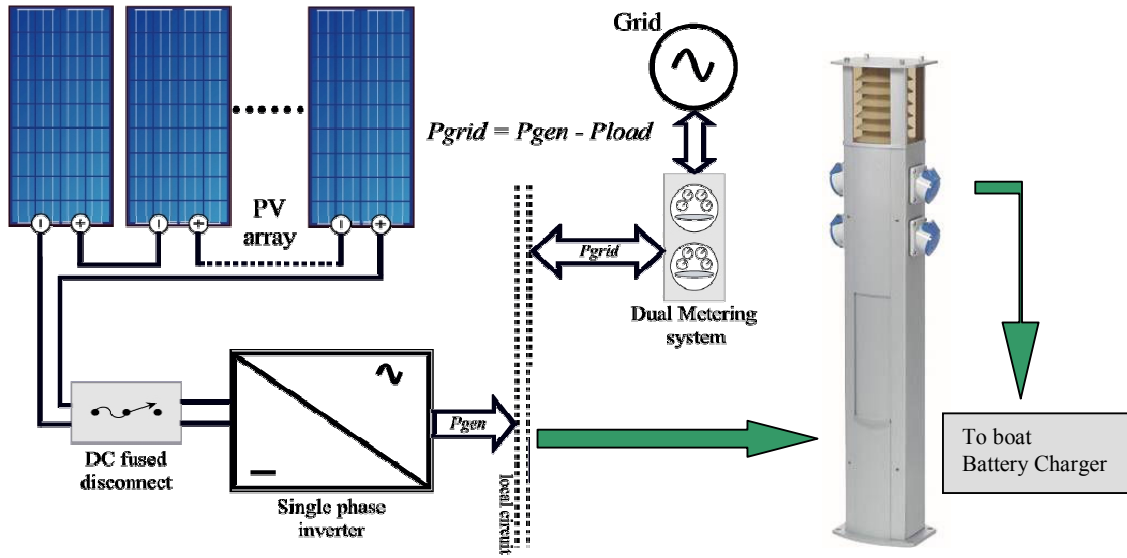 Grid
Pgrid = Pgen - Pload
PV
array
Pgrid
Dual Metering
system
Pgen
DC fused
disconnect
Single phase
inverter
local circuit
To boat
Battery Charger